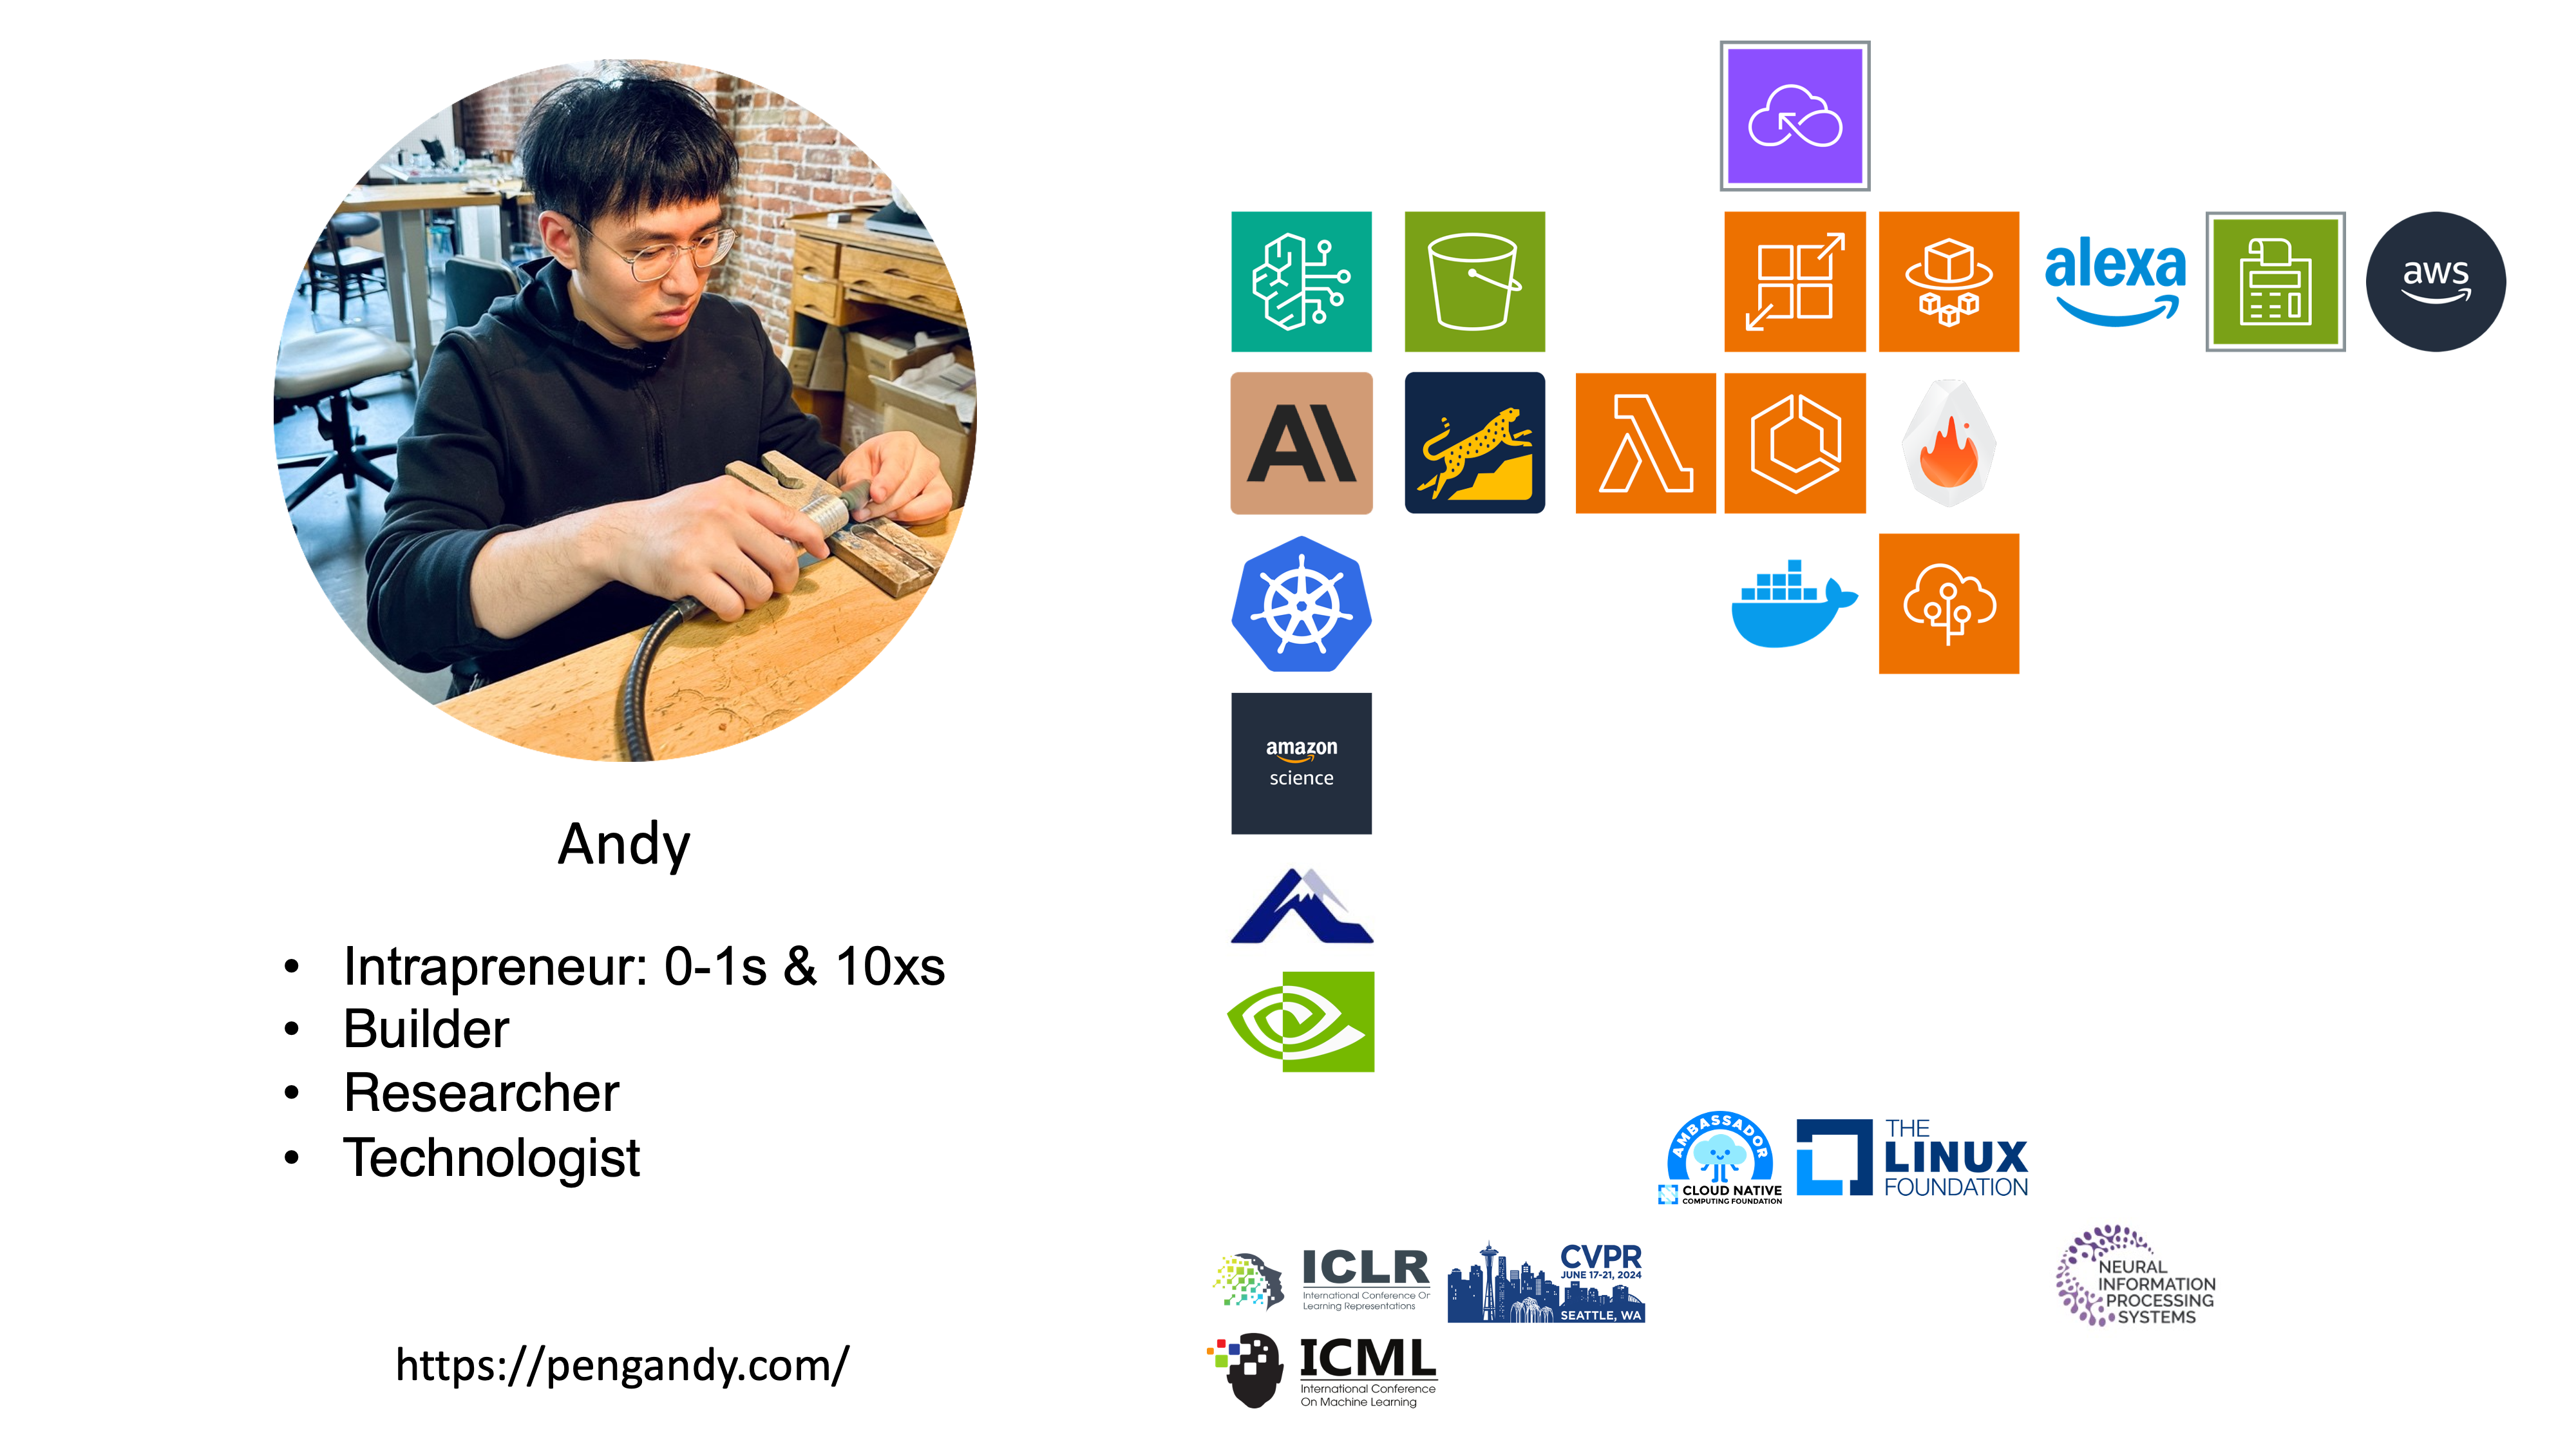 Andy
• Intrapreneur: 0-1s & 10xs
• Builder
• Researcher
• Technologist
https://pengandy.com/
alexa
aws
A\
amazon
science
AMBASSADOR
CLOUD NATIVE
COMPUTING FOUNDATION
THE
LINUX
FOUNDATION
ICLR
International Conference On
Learning Representations
CVPR
JUNE 17-21, 2024
SEATTLE, WA
NEURAL
INFORMATION
PROCESSING
SYSTEMS
ICML
International Conference
On Machine Learning